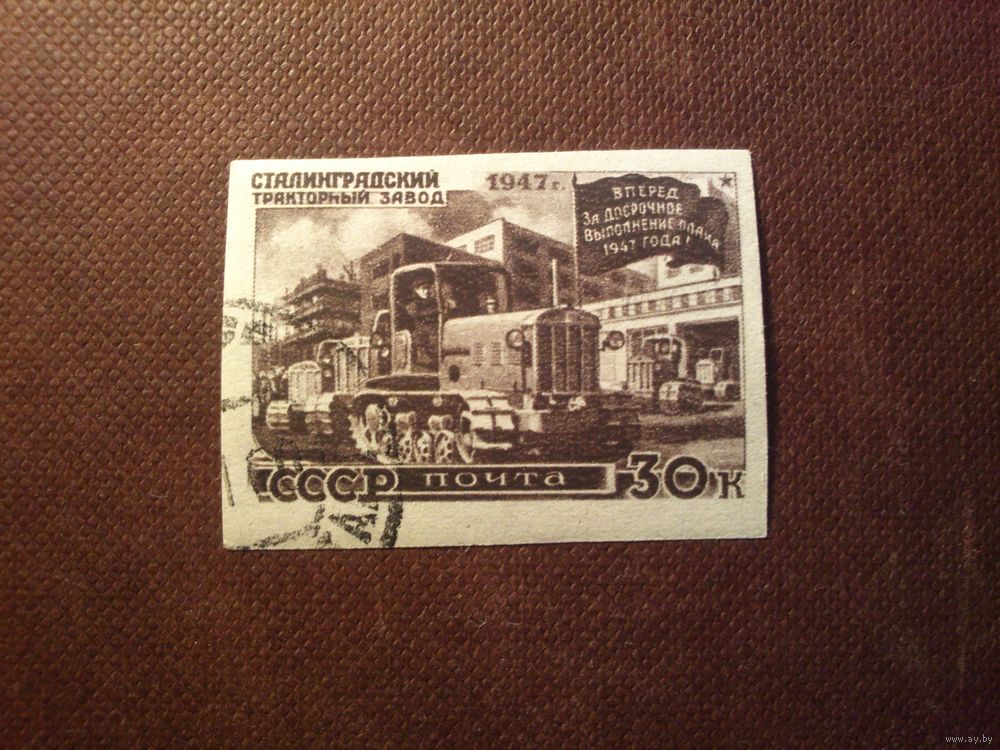 СТАЛИНГРАДСКИЙ
ТРАКТОРНЫЙ ЗАВОД
1947 г.
ВПЕРЕД
ЗА ДОСРОЧНОЕ
ВЫПОЛНЕНИЕ ПЛАНА
1947 ГОДА!
СССР ПОЧТА 30 К
www.ay.by